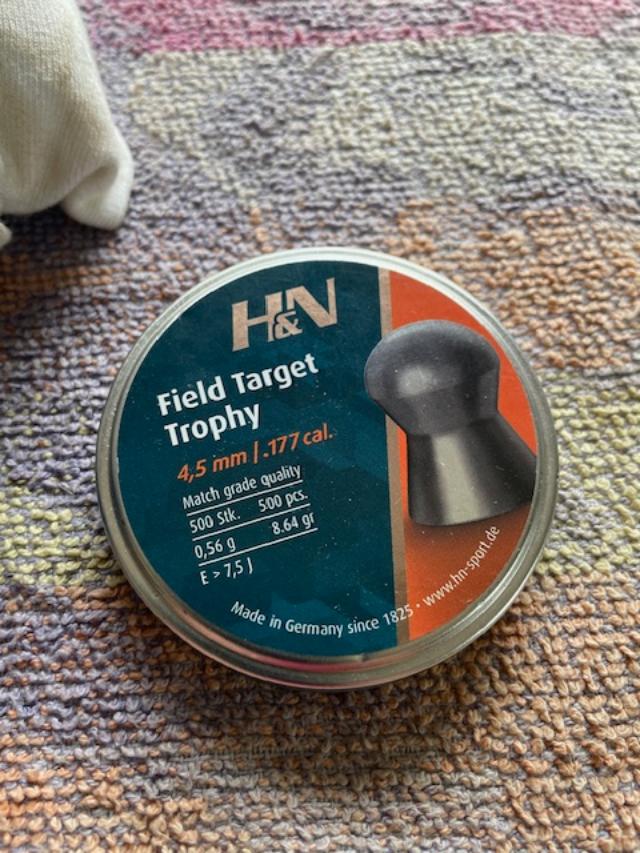 H&N
Field Target
Trophy
4,5 mm | .177 cal.
Match grade quality
500 Stk. 500 pcs.
0,56 g 8.64 gr
E > 7,5 J
Made in Germany since 1825 • www.hn-sport.de